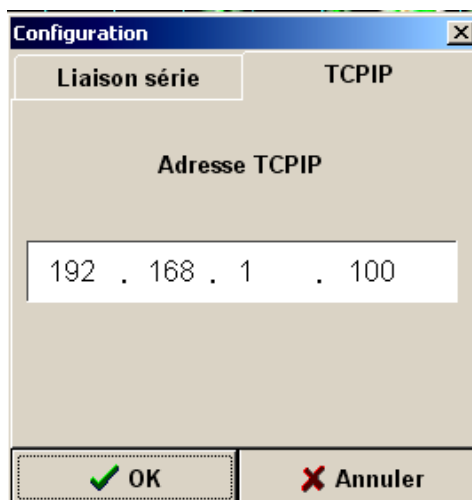 Configuration
Liaison série TCPIP
Adresse TCPIP
192 . 168 . 1 . 100
OK Annuler